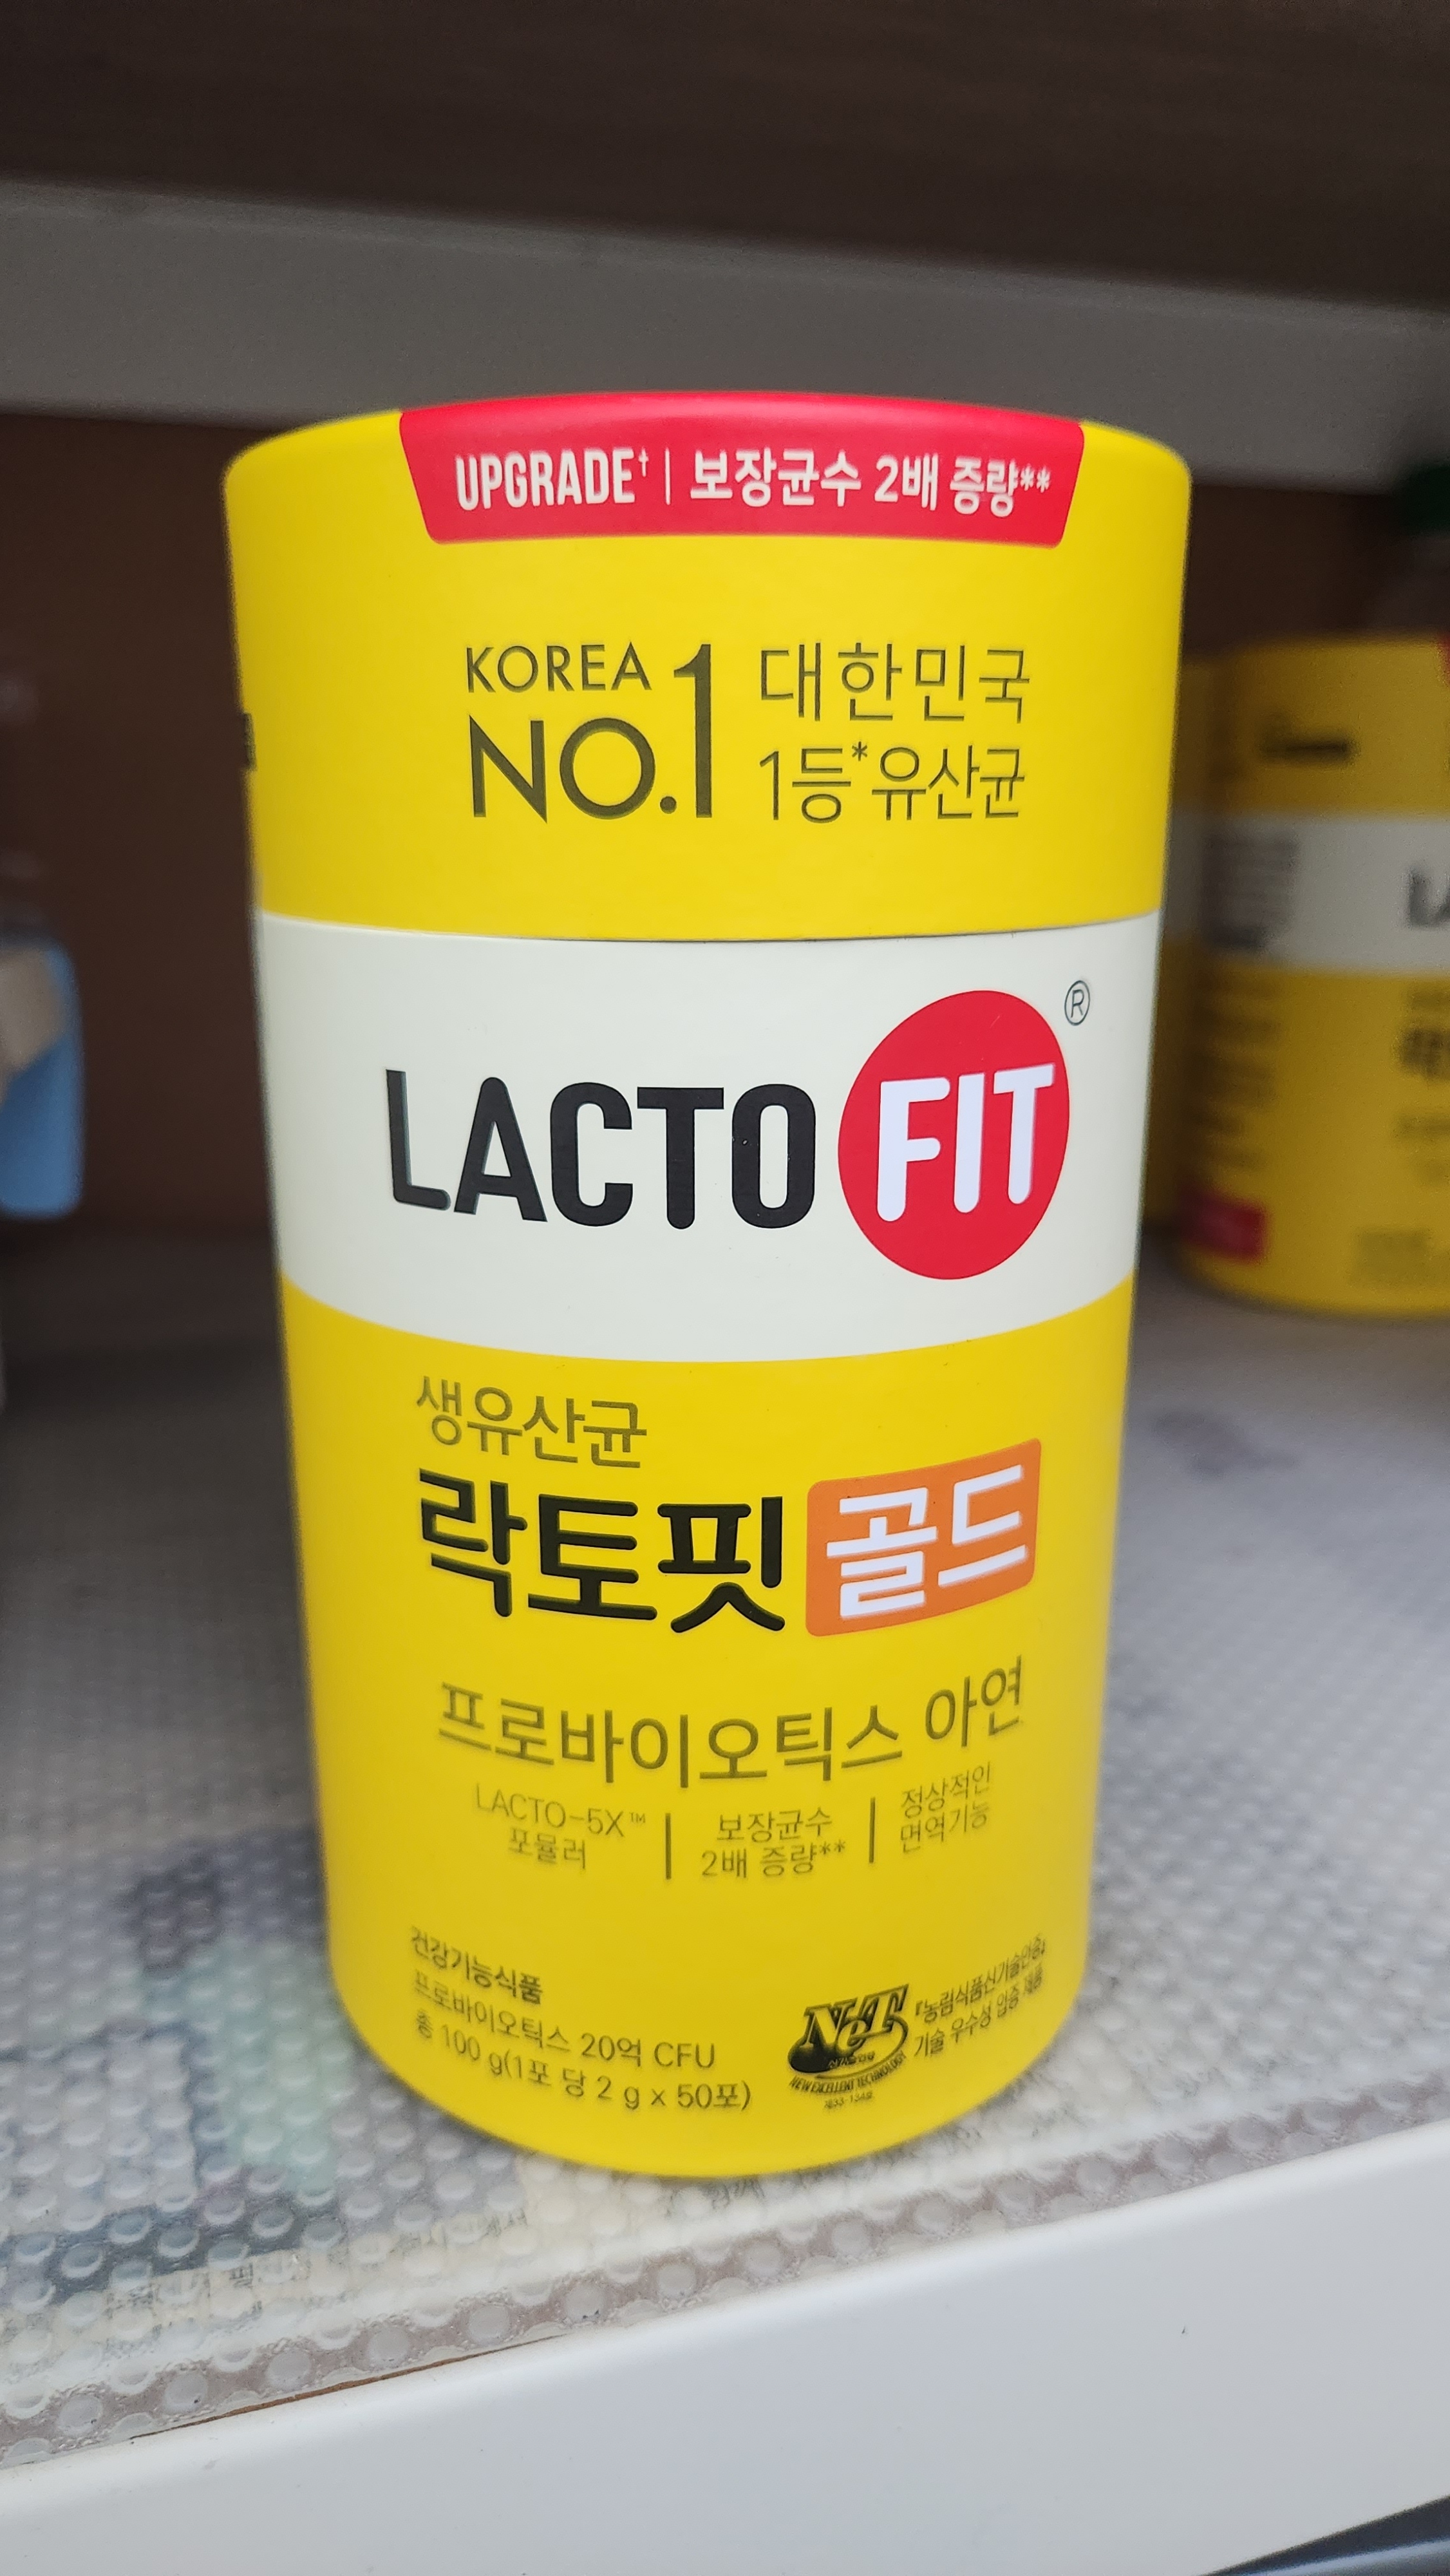 UPGRADE† | 보장균수 2배 증량**
KOREA NO.1
대한민국
1등*유산균
LACTO FIT®
생유산균
락토핏 골드
프로바이오틱스 아연
LACTO-5X™
포뮬러
보장균수
2배 증량**
정상적인
면역기능
건강기능식품
프로바이오틱스 20억 CFU
총 100 g(1포 당 2 g x 50포)
NeT
NEW EXCELLENT TECHNOLOGY
『농림식품신기술인증』
기술 우수성 입증 제품